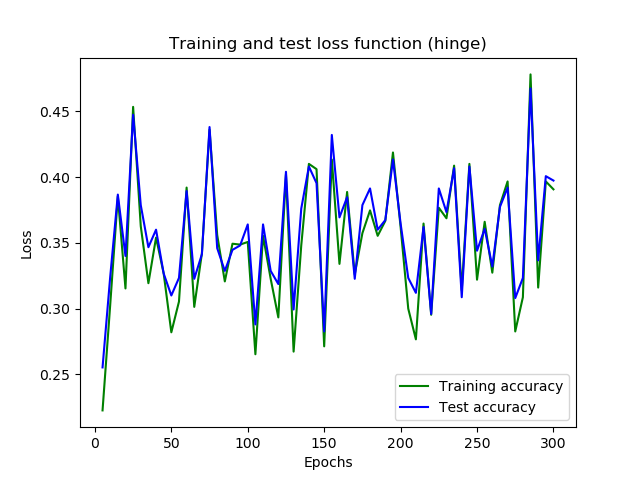 Training and test loss function (hinge)
Loss
0.45
0.40
0.35
0.30
0.25
Training accuracy
Test accuracy
0
50
100
150
200
250
300
Epochs